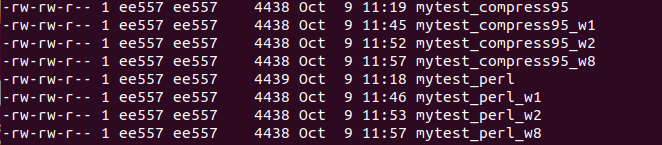 -rw-rw-r-- 1 ee557 ee557    4438 Oct  9 11:19 mytest_compress95
-rw-rw-r-- 1 ee557 ee557    4438 Oct  9 11:45 mytest_compress95_w1
-rw-rw-r-- 1 ee557 ee557    4438 Oct  9 11:52 mytest_compress95_w2
-rw-rw-r-- 1 ee557 ee557    4438 Oct  9 11:57 mytest_compress95_w8
-rw-rw-r-- 1 ee557 ee557    4439 Oct  9 11:18 mytest_perl
-rw-rw-r-- 1 ee557 ee557    4438 Oct  9 11:46 mytest_perl_w1
-rw-rw-r-- 1 ee557 ee557    4438 Oct  9 11:53 mytest_perl_w2
-rw-rw-r-- 1 ee557 ee557    4438 Oct  9 11:57 mytest_perl_w8